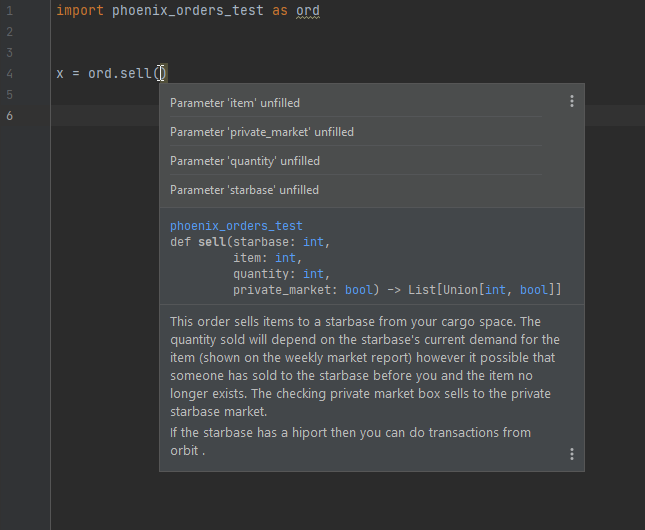 1 import phoenix_orders_test as ord
2
3
4 x = ord.sell()
5
6
Parameter 'item' unfilled
Parameter 'private_market' unfilled
Parameter 'quantity' unfilled
Parameter 'starbase' unfilled
phoenix_orders_test
def sell(starbase: int,
item: int,
quantity: int,
private_market: bool) -> List[Union[int, bool]]
This order sells items to a starbase from your cargo space. The
quantity sold will depend on the starbase's current demand for the
item (shown on the weekly market report) however it possible that
someone has sold to the starbase before you and the item no
longer exists. The checking private market box sells to the private
starbase market.
If the starbase has a hiport then you can do transactions from
orbit .